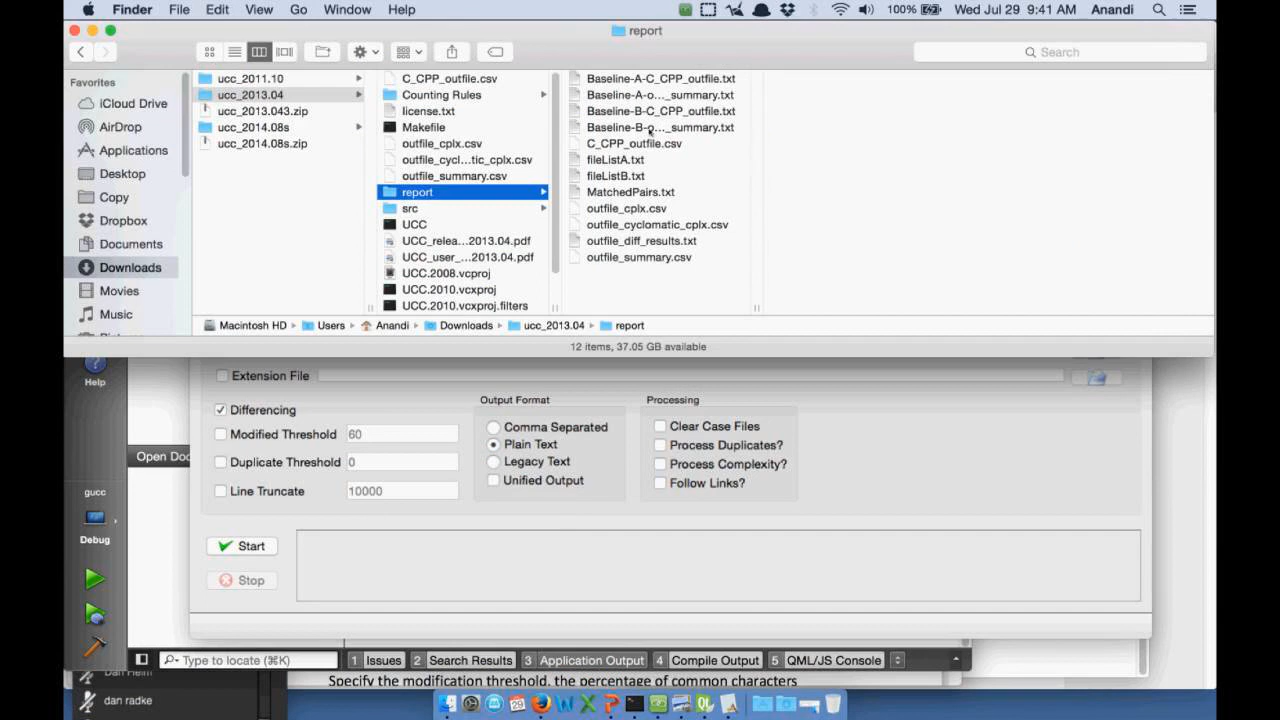 Finder File Edit View Go Window Help 100% Wed Jul 29 9:41 AM Anandi
report
Search
Favorites
iCloud Drive
AirDrop
Applications
Desktop
Copy
Dropbox
Documents
Downloads
Movies
Music
ucc_2011.10
ucc_2013.04
ucc_2013.043.zip
ucc_2014.08s
ucc_2014.08s.zip
C_CPP_outfile.csv
Counting Rules
license.txt
Makefile
outfile_cplx.csv
outfile_cycl...tic_cplx.csv
outfile_summary.csv
report
src
UCC
UCC_relea...2013.04.pdf
UCC_user_...2013.04.pdf
UCC.2008.vcproj
UCC.2010.vcxproj
UCC.2010.vcxproj.filters
Baseline-A-C_CPP_outfile.txt
Baseline-A-o..._summary.txt
Baseline-B-C_CPP_outfile.txt
Baseline-B-o..._summary.txt
C_CPP_outfile.csv
fileListA.txt
fileListB.txt
MatchedPairs.txt
outfile_cplx.csv
outfile_cyclomatic_cplx.csv
outfile_diff_results.txt
outfile_summary.csv
Macintosh HD Users Anandi Downloads ucc_2013.04 report
12 items, 37.05 GB available
Help
Open Doc
gucc
Debug
Extension File
Differencing
Modified Threshold 60
Duplicate Threshold 0
Line Truncate 10000
Output Format
Comma Separated
Plain Text
Legacy Text
Unified Output
Processing
Clear Case Files
Process Duplicates?
Process Complexity?
Follow Links?
Start
Stop
Type to locate (⌘K) 1 Issues 2 Search Results 3 Application Output 4 Compile Output 5 QML/JS Console
Specify the modification threshold, the percentage of common characters
dan radke